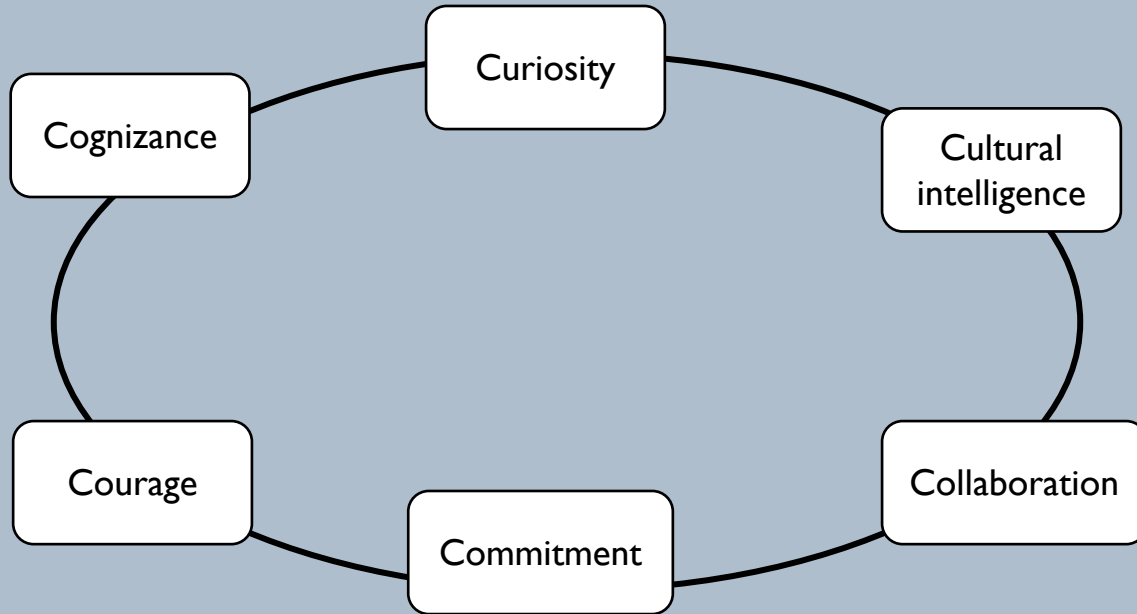 Curiosity
Cognizance
Cultural
intelligence
Courage
Collaboration
Commitment